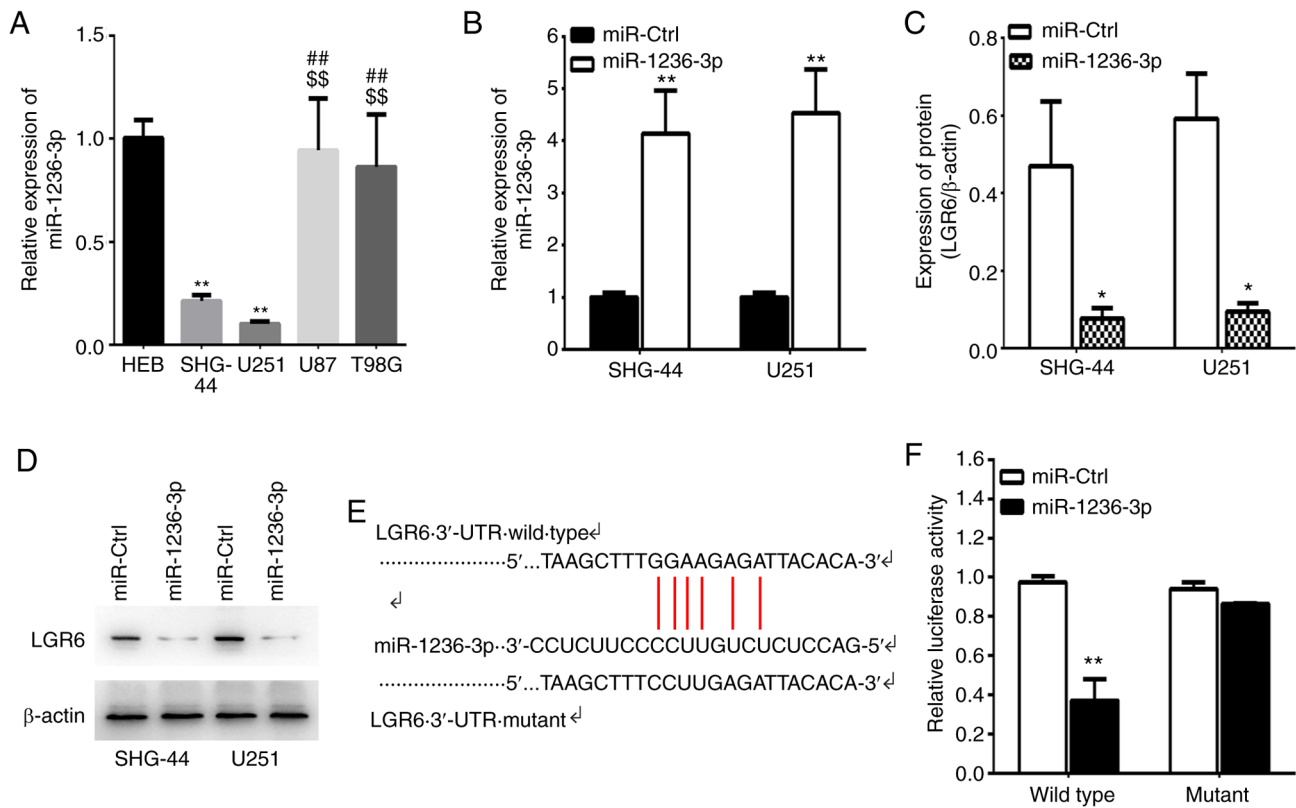 A
Relative expression of
miR-1236-3p
1.5
1.0
0.5
0.0
**
**
##
$$
##
$$
HEB
SHG-
44
U251
U87
T98G
B
Relative expression of
miR-1236-3p
6
5
4
3
2
1
0
miR-Ctrl
miR-1236-3p
**
**
SHG-44
U251
C
Expression of protein
(LGR6/β-actin)
0.8
0.6
0.4
0.2
0.0
miR-Ctrl
miR-1236-3p
*
*
SHG-44
U251
D
miR-Ctrl
miR-1236-3p
miR-Ctrl
miR-1236-3p
LGR6
β-actin
SHG-44
U251
E
LGR6·3′-UTR·wild·type↲
······················5′...TAAGCTTTGGAAGAGATTACACA-3′↲
↲
miR-1236-3p··3′-CCUCUUCCCCUUGUCUCUCCAG-5′↲
······················5′...TAAGCTTTCCUUGAGATTACACA-3′↲
LGR6·3′-UTR·mutant↲
F
Relative luciferase activity
1.6
1.4
1.2
1.0
0.8
0.6
0.4
0.2
0.0
miR-Ctrl
miR-1236-3p
**
Wild type
Mutant